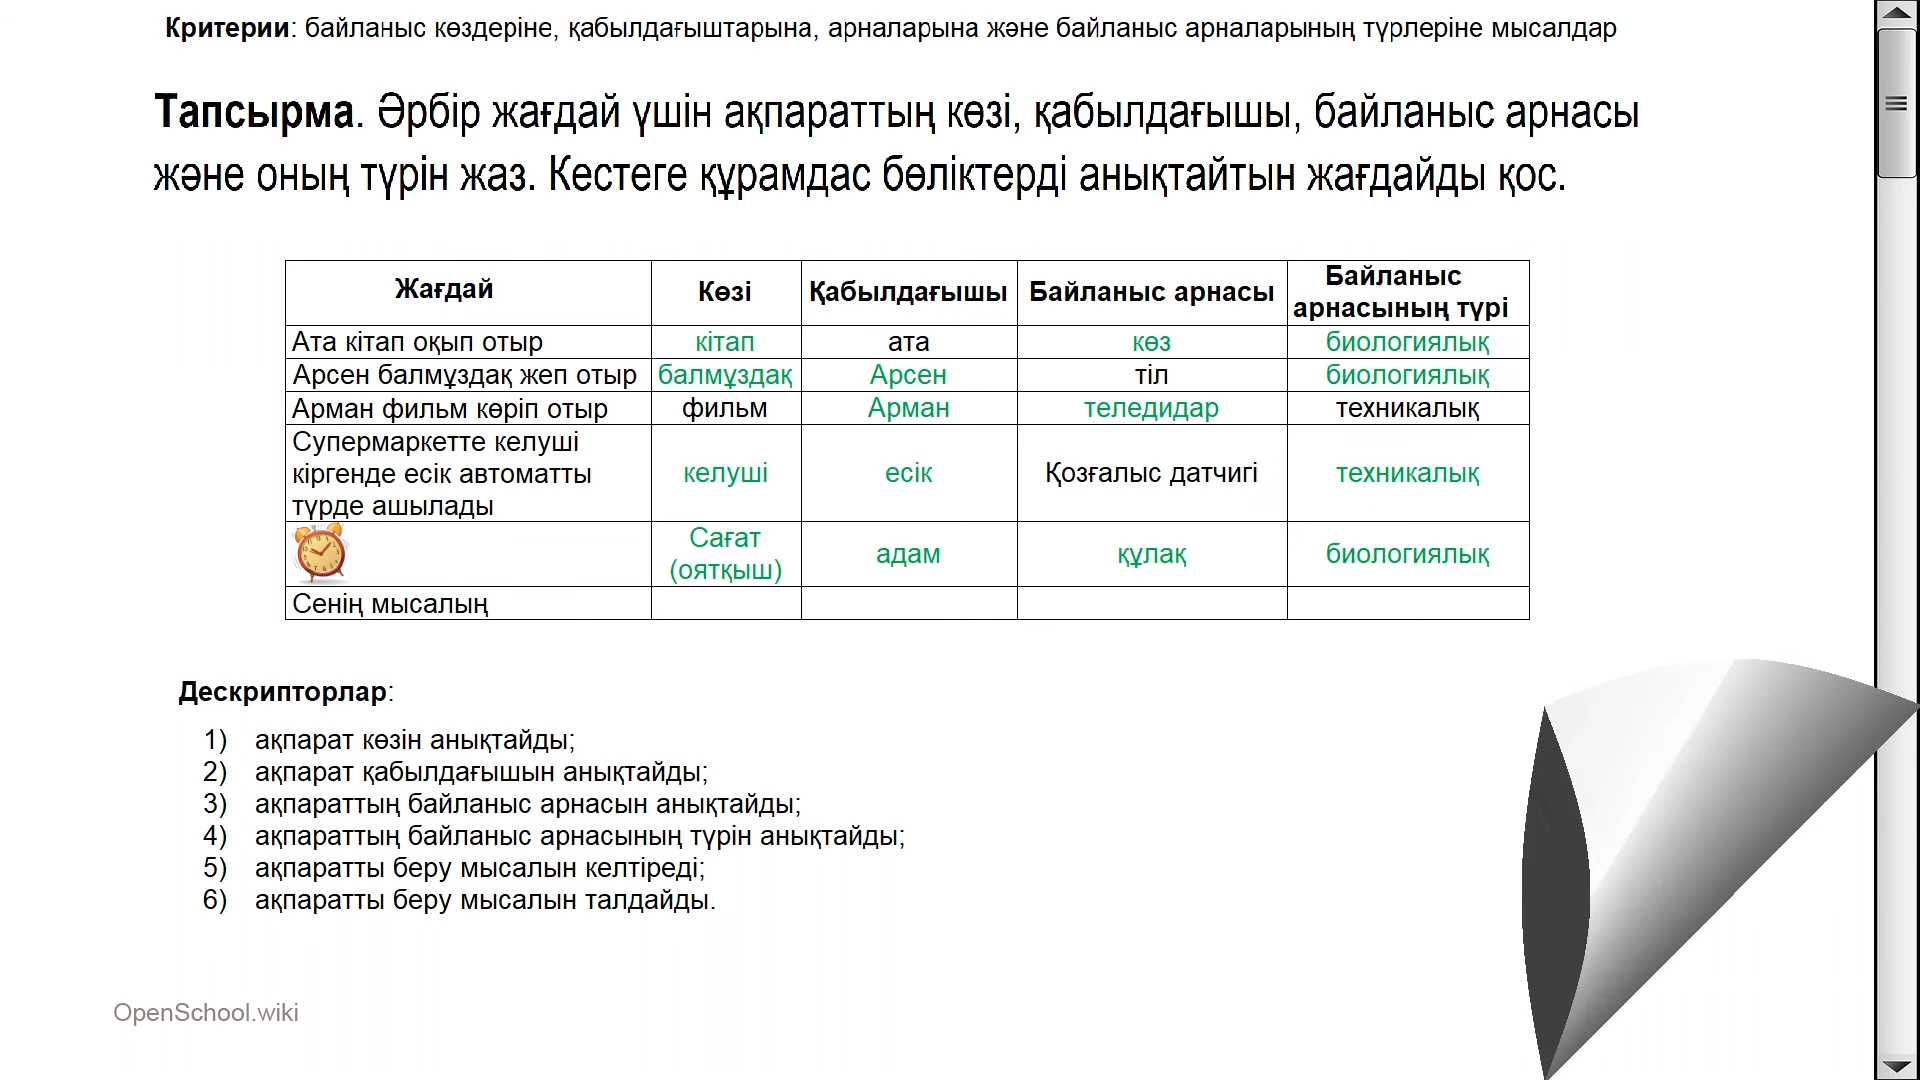 Критерии: байланыс көздеріне, қабылдағыштарына, арналарына және байланыс арналарының түрлеріне мысалдар
Тапсырма. Әрбір жағдай үшін ақпараттың көзі, қабылдағышы, байланыс арнасы
және оның түрін жаз. Кестеге құрамдас бөліктерді анықтайтын жағдайды қос.
Жағдай Көзі Қабылдағышы Байланыс арнасы Байланыс
арнасының түрі
Ата кітап оқып отыр кітап ата көз биологиялық
Арсен балмұздақ жеп отыр балмұздақ Арсен тіл биологиялық
Арман фильм көріп отыр фильм Арман теледидар техникалық
Супермаркетте келуші
кіргенде есік автоматты келуші есік Қозғалыс датчигі техникалық
түрде ашылады
Сағат
(оятқыш) адам құлақ биологиялық
Сенің мысалың
Дескрипторлар:
1) ақпарат көзін анықтайды;
2) ақпарат қабылдағышын анықтайды;
3) ақпараттың байланыс арнасын анықтайды;
4) ақпараттың байланыс арнасының түрін анықтайды;
5) ақпаратты беру мысалын келтіреді;
6) ақпаратты беру мысалын талдайды.
OpenSchool.wiki